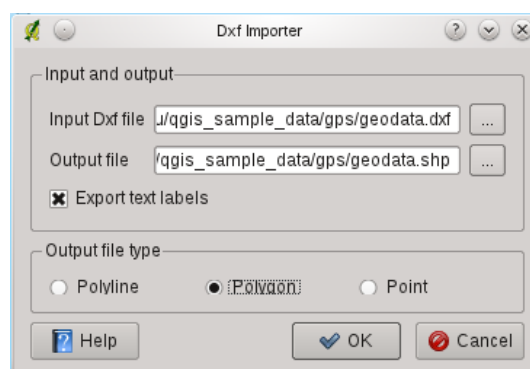 Dxf Importer
Input and output
Input Dxf file
u/qgis_sample_data/gps/geodata.dxf
...
Output file
/qgis_sample_data/gps/geodata.shp
...
Export text labels
Output file type
Polyline
Polygon
Point
Help
OK
Cancel